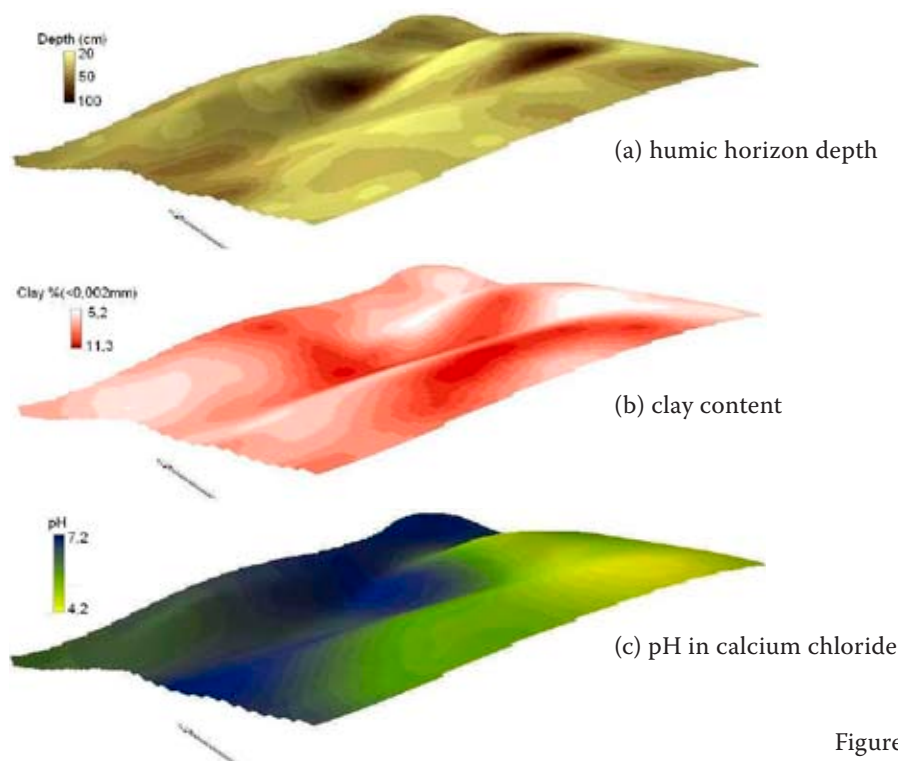 Depth (cm)
20
50
100
(a) humic horizon depth
Clay %(<0,002mm)
5,2
11,3
(b) clay content
pH
7.2
4.2
(c) pH in calcium chloride
Figure